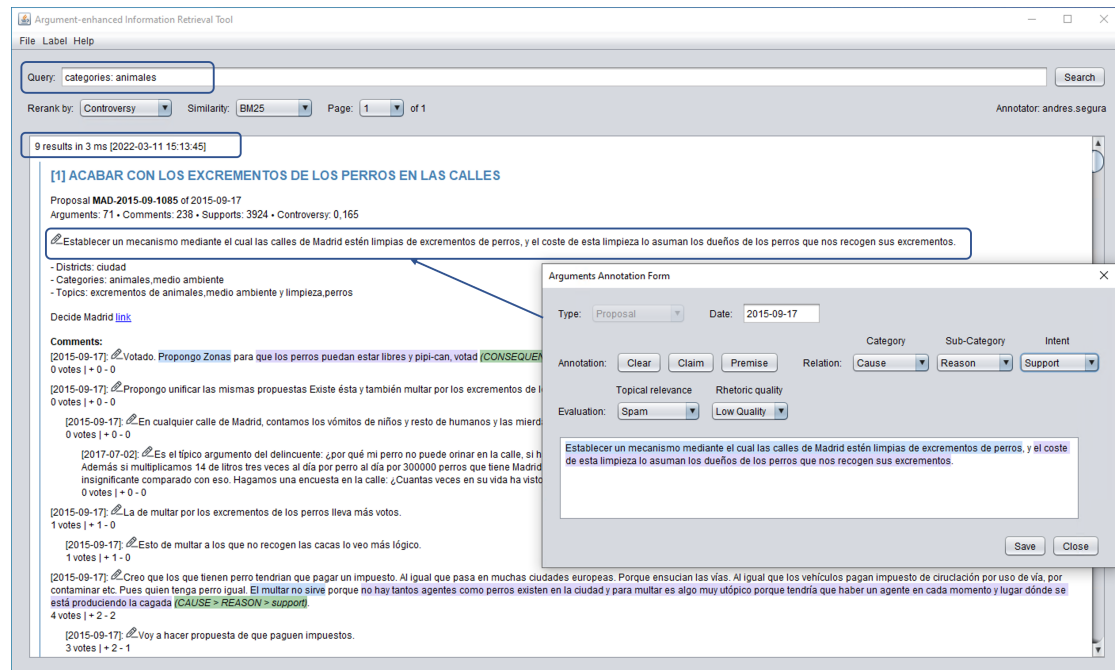 Argument-enhanced Information Retrieval Tool
File Label Help
Query: categories: animales Search
Rerank by: Controversy Similarity: BM25 Page: 1 of 1 Annotator: andres.segura
9 results in 3 ms [2022-03-11 15:13:45]
[1] ACABAR CON LOS EXCREMENTOS DE LOS PERROS EN LAS CALLES
Proposal MAD-2015-09-1085 of 2015-09-17
Arguments: 71 • Comments: 238 • Supports: 3924 • Controversy: 0,165
Establecer un mecanismo mediante el cual las calles de Madrid estén limpias de excrementos de perros, y el coste de esta limpieza lo asuman los dueños de los perros que nos recogen sus excrementos.
- Districts: ciudad
- Categories: animales,medio ambiente
- Topics: excrementos de animales,medio ambiente y limpieza,perros
Decide Madrid link
Comments:
[2015-09-17]: Votado. Propongo Zonas para que los perros puedan estar libres y pipi-can, votad (CONSEQUEN
0 votes | + 0 - 0
[2015-09-17]: Propongo unificar las mismas propuestas Existe ésta y también multar por los excrementos de l
0 votes | + 0 - 0
[2015-09-17]: En cualquier calle de Madrid, contamos los vómitos de niños y resto de humanos y las mierd
0 votes | + 0 - 0
[2017-07-02]: Es el típico argumento del delincuente: ¿por qué mi perro no puede orinar en la calle, si h
Además si multiplicamos 14 de litros tres veces al día por perro al día por 300000 perros que tiene Madrid
insignificante comparado con eso. Hagamos una encuesta en la calle: ¿Cuantas veces en su vida ha visto
0 votes | + 0 - 0
[2015-09-17]: La de multar por los excrementos de los perros lleva más votos.
1 votes | + 1 - 0
[2015-09-17]: Esto de multar a los que no recogen las cacas lo veo más lógico.
1 votes | + 1 - 0
[2015-09-17]: Creo que los que tienen perro tendrian que pagar un impuesto. Al igual que pasa en muchas ciudades europeas. Porque ensucian las vías. Al igual que los vehículos pagan impuesto de ciruclación por uso de vía, por
contaminar etc. Pues quien tenga perro igual. El multar no sirve porque no hay tantos agentes como perros existen en la ciudad y para multar es algo muy utópico porque tendría que haber un agente en cada momento y lugar dónde se
está produciendo la cagada (CAUSE > REASON > support).
4 votes | + 2 - 2
[2015-09-17]: Voy a hacer propuesta de que paguen impuestos.
3 votes | + 2 - 1
Arguments Annotation Form
Type: Proposal Date: 2015-09-17
Category Sub-Category Intent
Annotation: Clear Claim Premise Relation: Cause Reason Support
Topical relevance Rhetoric quality
Evaluation: Spam Low Quality
Establecer un mecanismo mediante el cual las calles de Madrid estén limpias de excrementos de perros, y el coste
de esta limpieza lo asuman los dueños de los perros que nos recogen sus excrementos.
Save Close